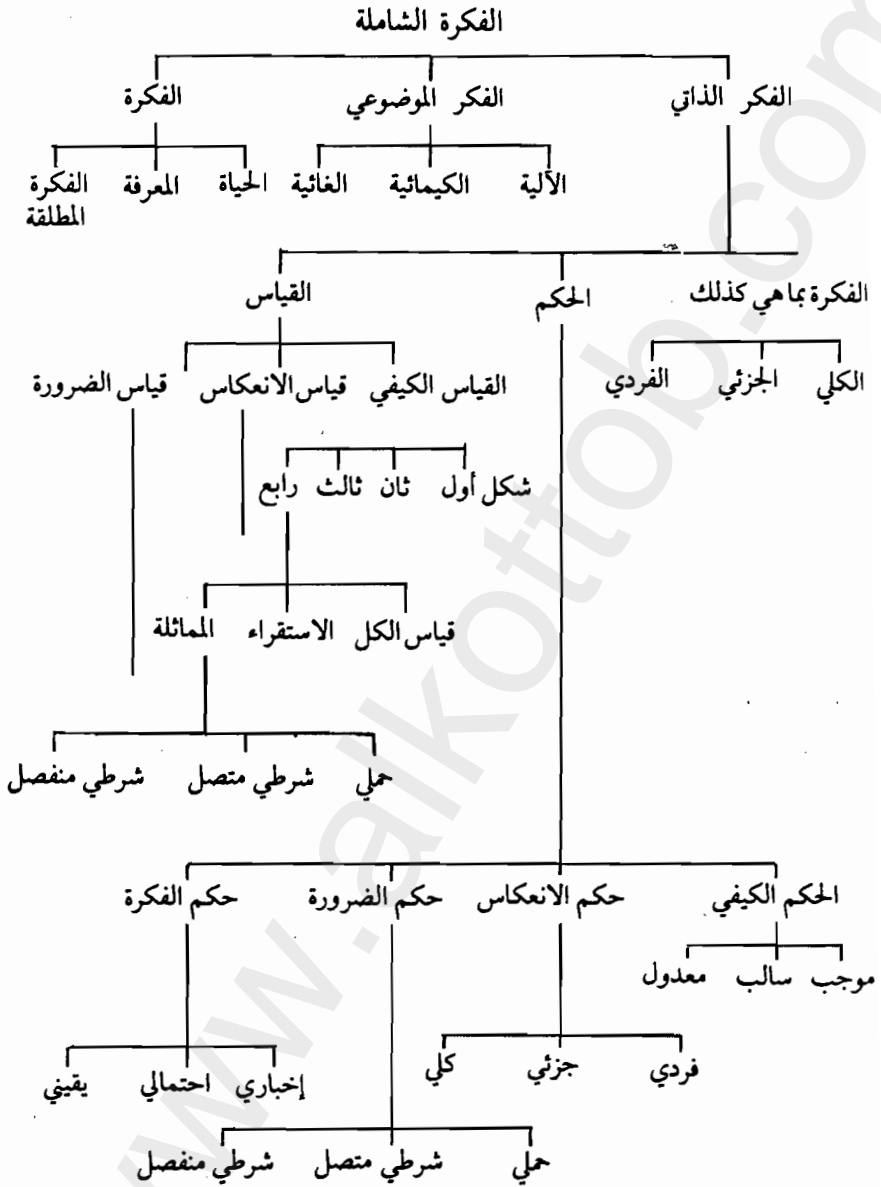 الفكرة الشاملة
الفكر الذاتي الفكر الموضوعي الفكرة
الآلية الكيمائية الغائية الحياة المعرفة الفكرة
المطلقة
الفكرة بما هي كذلك الحكم القياس
الكلي الجزئي الفردي القياس الكيفي قياس الانعكاس قياس الضرورة
شكل أول ثان ثالث رابع
قياس الكل الاستقراء المماثلة
حملي شرطي متصل شرطي منفصل
الحكم الكيفي حكم الانعكاس حكم الضرورة حكم الفكرة
موجب سالب معدول
فردي جزئي كلي إخباري احتمالي يقيني
حملي شرطي متصل شرطي منفصل
www.alkottob.com